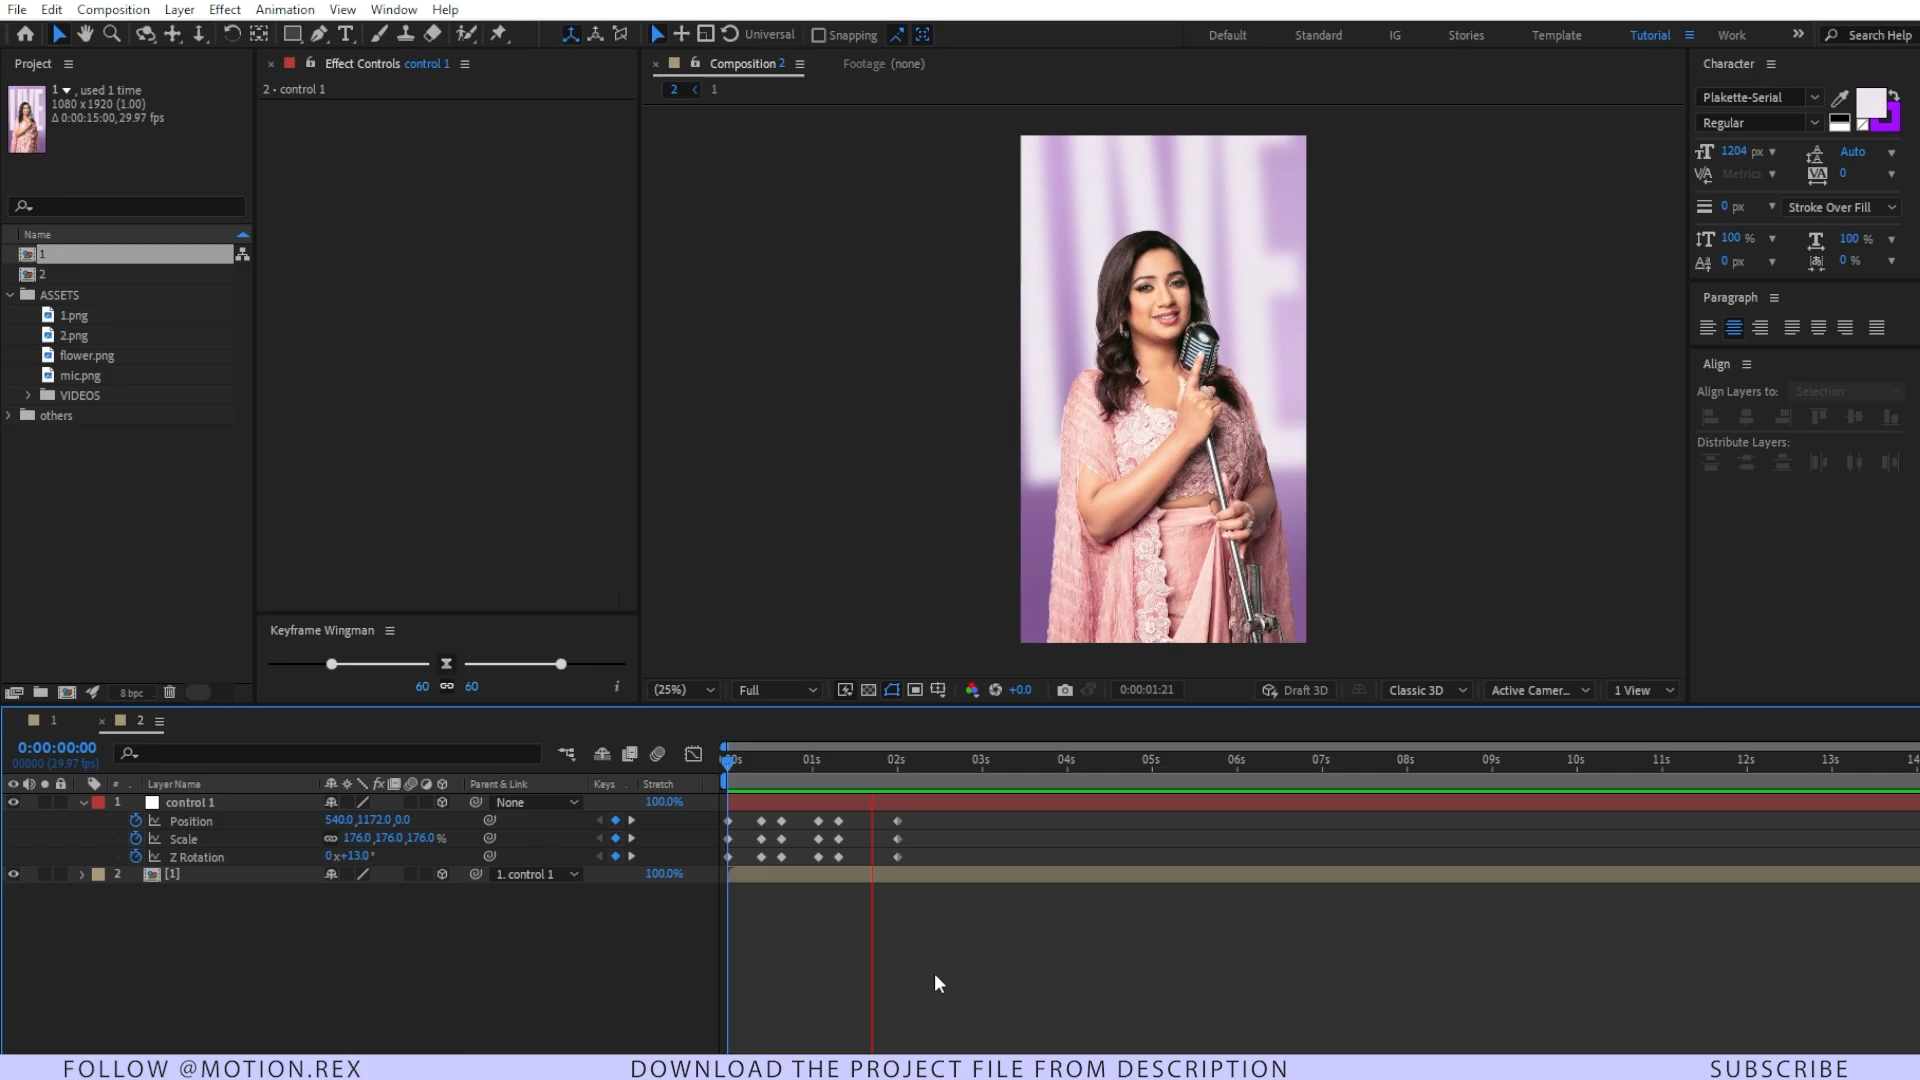 File Edit Composition Layer Effect Animation View Window Help
Universal Snapping Default Standard IG Stories Template Tutorial Work Search Help
Project
1 , used 1 time
1080 x1920 (1.00)
Δ 0:00:15:00, 29.97 fps
Name
1
2
ASSETS
1.png
2.png
flower.png
mic.png
VIDEOS
others
8 bpc
Effect Controls control 1
2 • control 1
Keyframe Wingman
60 60
Composition 2 Footage (none)
2 < 1
(25%) Full +0.0 0:00:01:21 Draft 3D Classic 3D Active Camer... 1 View
Character
Plakette-Serial
Regular
1204 px Auto
Metrics 0
0 px Stroke Over Fill
100 % 100 %
0 px 0 %
Paragraph
Align
Align Layers to: Selection
Distribute Layers:
1 2
0:00:00:00
00000 (29.97 fps)
# Layer Name Parent & Link Keys Stretch
1 control 1 None 100.0%
Position 540.0,1172.0,0.0
Scale 176.0,176.0,176.0%
Z Rotation 0x+13.0°
2 [1] 1. control 1 100.0%
01s 02s 03s 04s 05s 06s 07s 08s 09s 10s 11s 12s 13s 14
FOLLOW @MOTION.REX DOWNLOAD THE PROJECT FILE FROM DESCRIPTION SUBSCRIBE